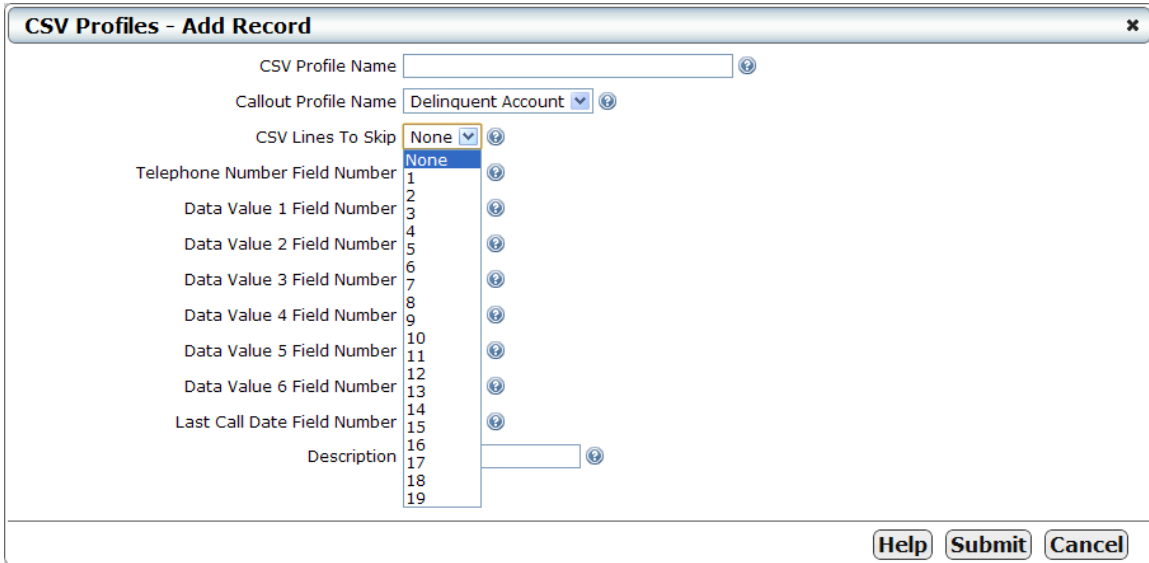 CSV Profiles - Add Record
CSV Profile Name
Callout Profile Name Delinquent Account
CSV Lines To Skip None
None
Telephone Number Field Number
1
2
Data Value 1 Field Number
3
4
Data Value 2 Field Number
5
6
Data Value 3 Field Number
7
8
Data Value 4 Field Number
9
10
Data Value 5 Field Number
11
12
Data Value 6 Field Number
13
14
Last Call Date Field Number
15
16
Description
17
18
19
Help Submit Cancel